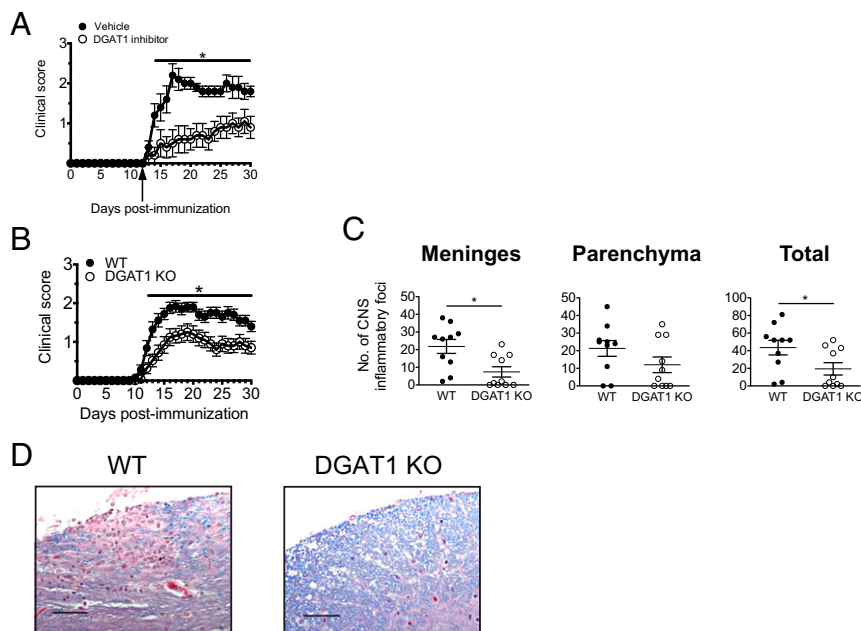 A
Vehicle
DGAT1 inhibitor
*
Clinical score
3
2
1
0 5 10 15 20 25 30
Days post-immunization
B
WT
DGAT1 KO
*
Clinical score
3
2
1
0
0 5 10 15 20 25 30
Days post-immunization
C
Meninges
Parenchyma
Total
No. of CNS
inflammatory foci
50
40
30
20
10
0
*
WT DGAT1 KO
50
40
30
20
10
0
WT DGAT1 KO
100
80
60
40
20
0
*
WT DGAT1 KO
D
WT
DGAT1 KO